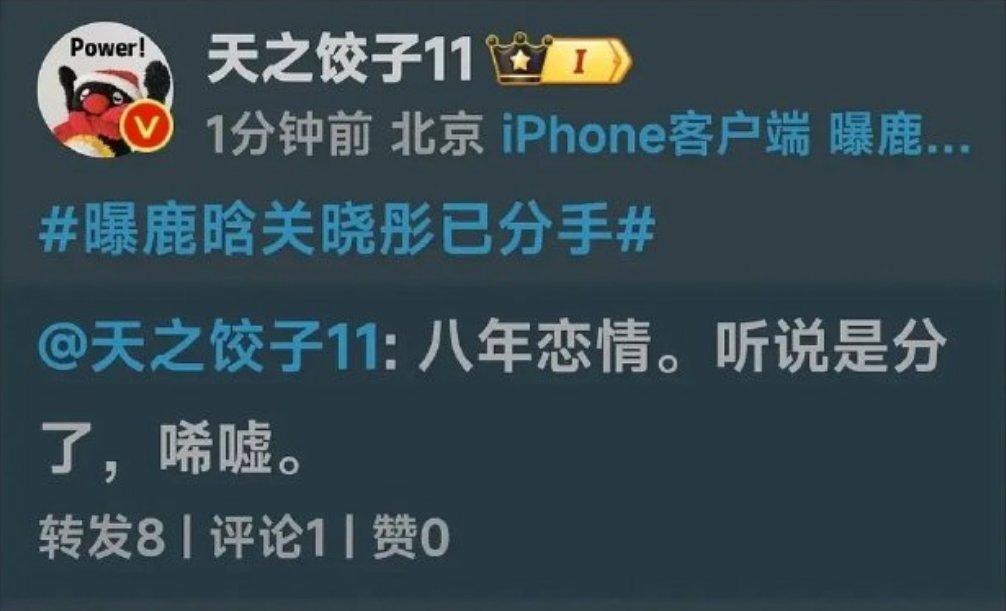 Power!
天之饺子11 I
V
1分钟前 北京 iPhone客户端 曝鹿...
#曝鹿晗关晓彤已分手#
@天之饺子11: 八年恋情。听说是分
了，唏嘘。
转发8 | 评论1 | 赞0